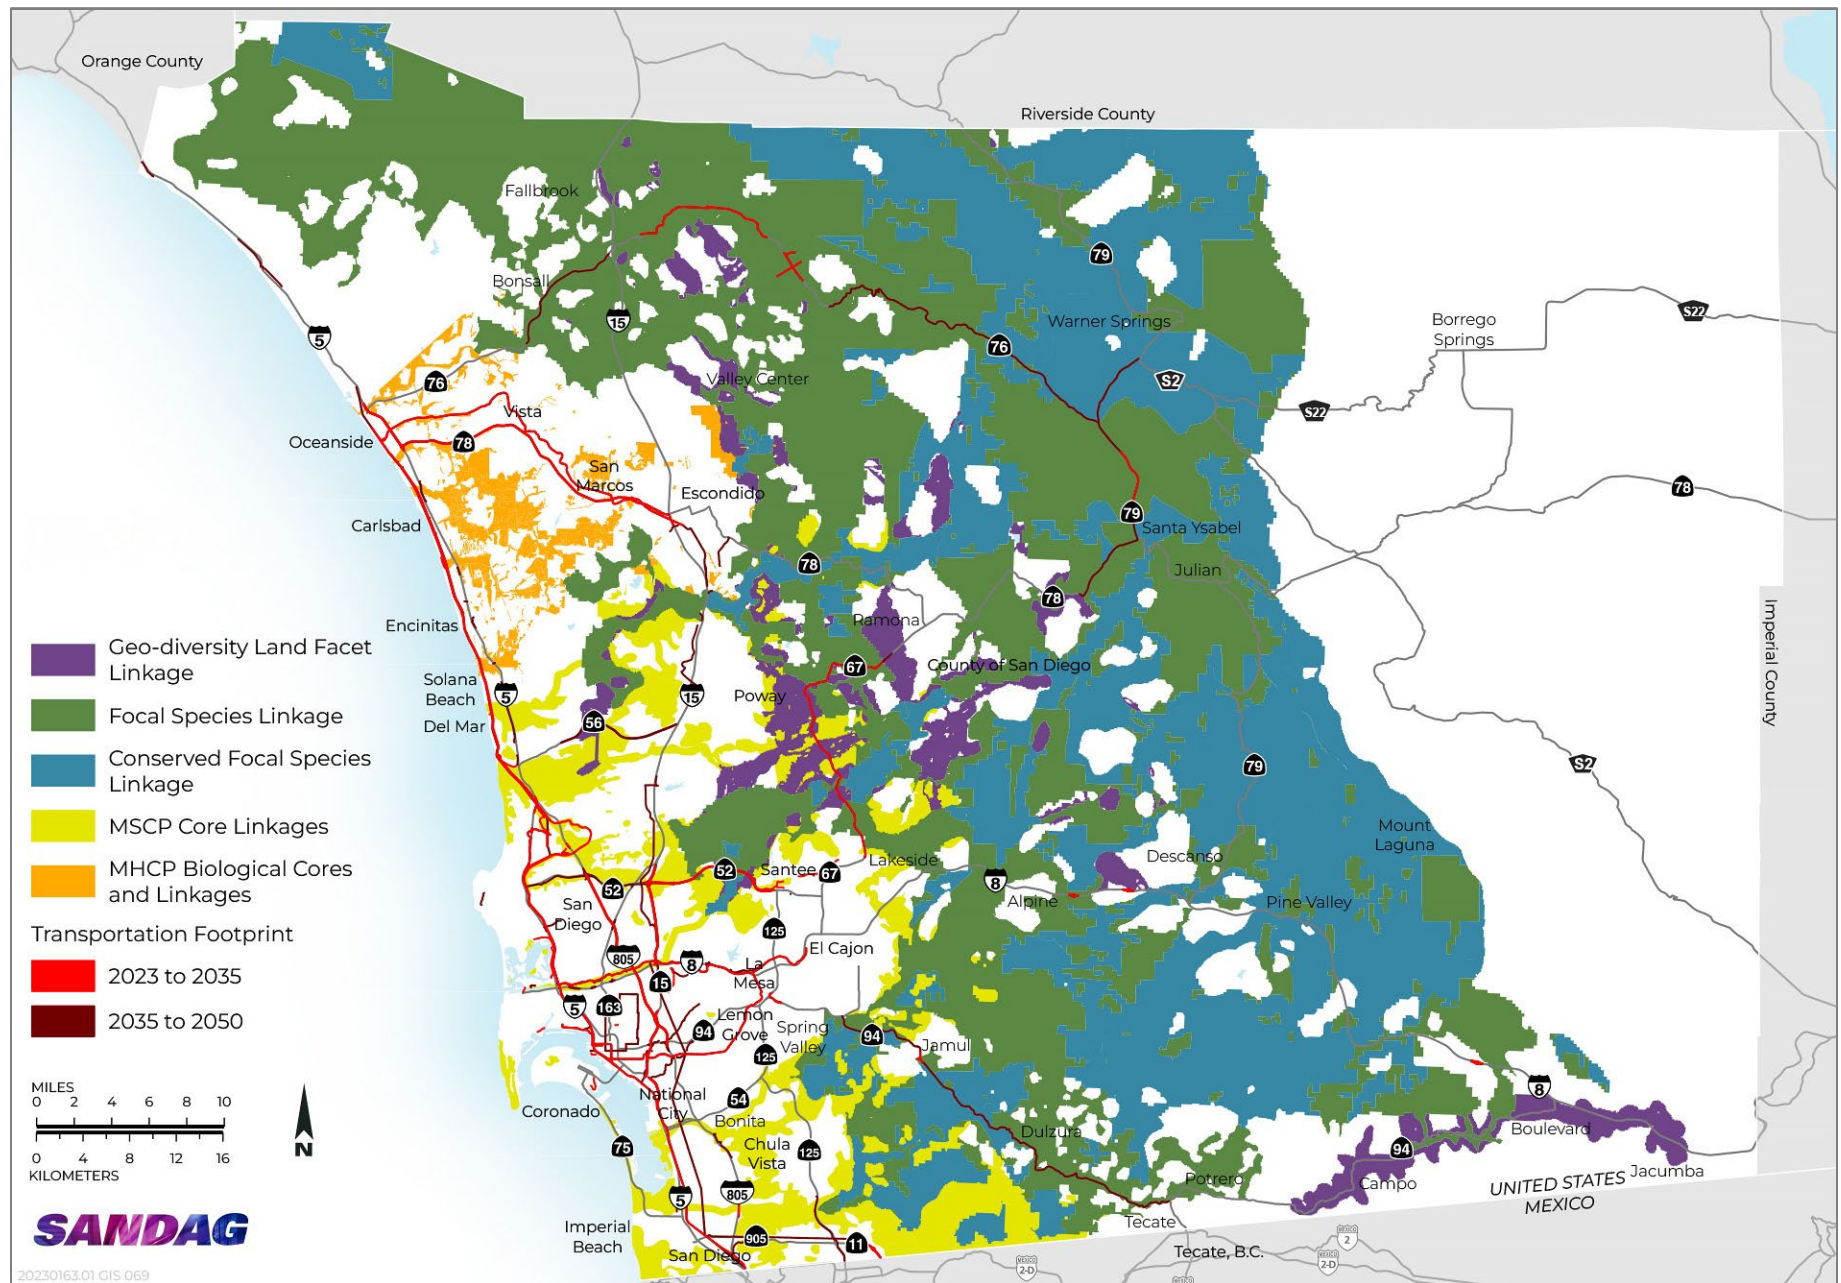 Orange County
Riverside County
Fallbrook
79
Bonsall
15
5
Warner Springs
76
Borrego
Springs
S22
76
Valley Center
S2
S22
Vista
Oceanside
78
San
Marcos
Escondido
78
Carlsbad
79
Santa Ysabel
78
Julian
78
Ramona
Encinitas
67
County of San Diego
Imperial County
Solana
Beach
5
15
Poway
Del Mar
56
79
S2
Mount
Laguna
Descanso
52
Santee
67
Lakeside
8
52
Alpine
Pine Valley
San
Diego
125
El Cajon
805
8
La
Mesa
15
5
163
94
Lemon
Grove
Spring
Valley
94
Jamul
125
8
National
City
54
Bonita
Coronado
Dulzura
Boulevard
75
Chula
Vista
125
94
Potrero
Campo
Jacumba
UNITED STATES
MEXICO
5
805
Tecate
Imperial
Beach
905
11
San Diego
Tecate, B.C.
MEXICO
2
MEXICO
2-D
MEXICO
2-D
Geo-diversity Land Facet
Linkage
Focal Species Linkage
Conserved Focal Species
Linkage
MSCP Core Linkages
MHCP Biological Cores
and Linkages
Transportation Footprint
2023 to 2035
2035 to 2050
MILES
0 2 4 6 8 10
0 4 8 12 16
KILOMETERS
N
SANDAG
20230163.01 GIS 069